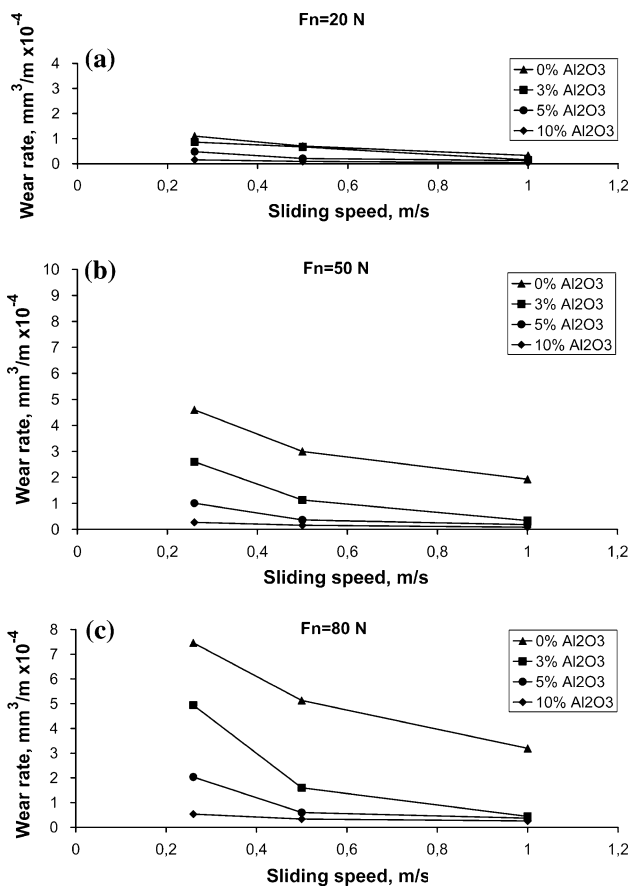 Fn=20 N
(a)
Wear rate, mm³/m x10⁻⁴
4
3
2
1
0
0
0,2
0,4
0,6
0,8
1
1,2
Sliding speed, m/s
0% Al2O3
3% Al2O3
5% Al2O3
10% Al2O3
(b)
Fn=50 N
Wear rate, mm³/m x10⁻⁴
10
9
8
7
6
5
4
3
2
1
0
0
0,2
0,4
0,6
0,8
1
1,2
Sliding speed, m/s
0% Al2O3
3% Al2O3
5% Al2O3
10% Al2O3
(c)
Fn=80 N
Wear rate, mm³/m x10⁻⁴
8
7
6
5
4
3
2
1
0
0
0,2
0,4
0,6
0,8
1
1,2
Sliding speed, m/s
0% Al2O3
3% Al2O3
5% Al2O3
10% Al2O3